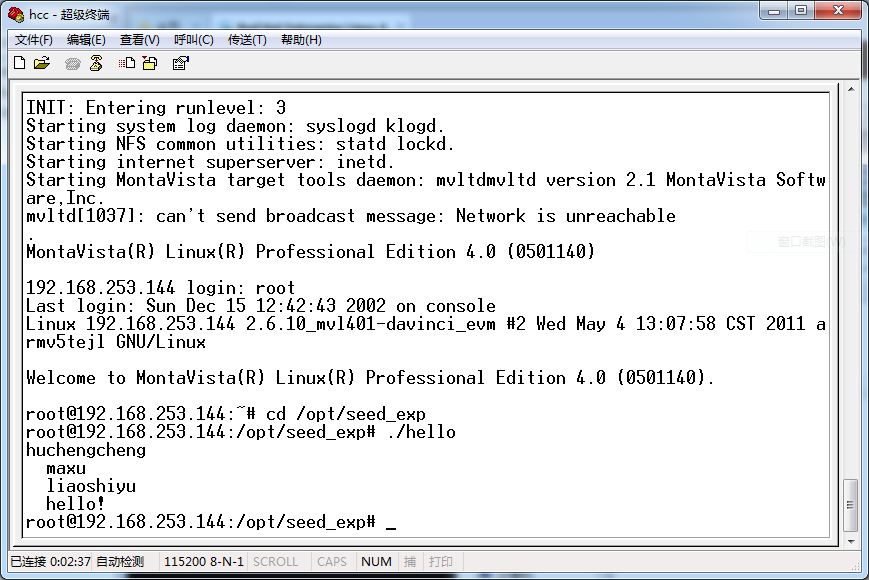 hcc - 超级终端
文件(F) 编辑(E) 查看(V) 呼叫(C) 传送(T) 帮助(H)
INIT: Entering runlevel: 3
Starting system log daemon: syslogd klogd.
Starting NFS common utilities: statd lockd.
Starting internet superserver: inetd.
Starting MontaVista target tools daemon: mvltdmvltd version 2.1 MontaVista Softw
are,Inc.
mvltd[1037]: can't send broadcast message: Network is unreachable
.
MontaVista(R) Linux(R) Professional Edition 4.0 (0501140)
窗口截图(W)
192.168.253.144 login: root
Last login: Sun Dec 15 12:42:43 2002 on console
Linux 192.168.253.144 2.6.10_mvl401-davinci_evm #2 Wed May 4 13:07:58 CST 2011 a
rmv5tejl GNU/Linux
Welcome to MontaVista(R) Linux(R) Professional Edition 4.0 (0501140).
root@192.168.253.144:~# cd /opt/seed_exp
root@192.168.253.144:/opt/seed_exp# ./hello
huchengcheng
maxu
liaoshiyu
hello!
root@192.168.253.144:/opt/seed_exp# _
已连接 0:02:37 自动检测 115200 8-N-1 SCROLL CAPS NUM 捕 打印